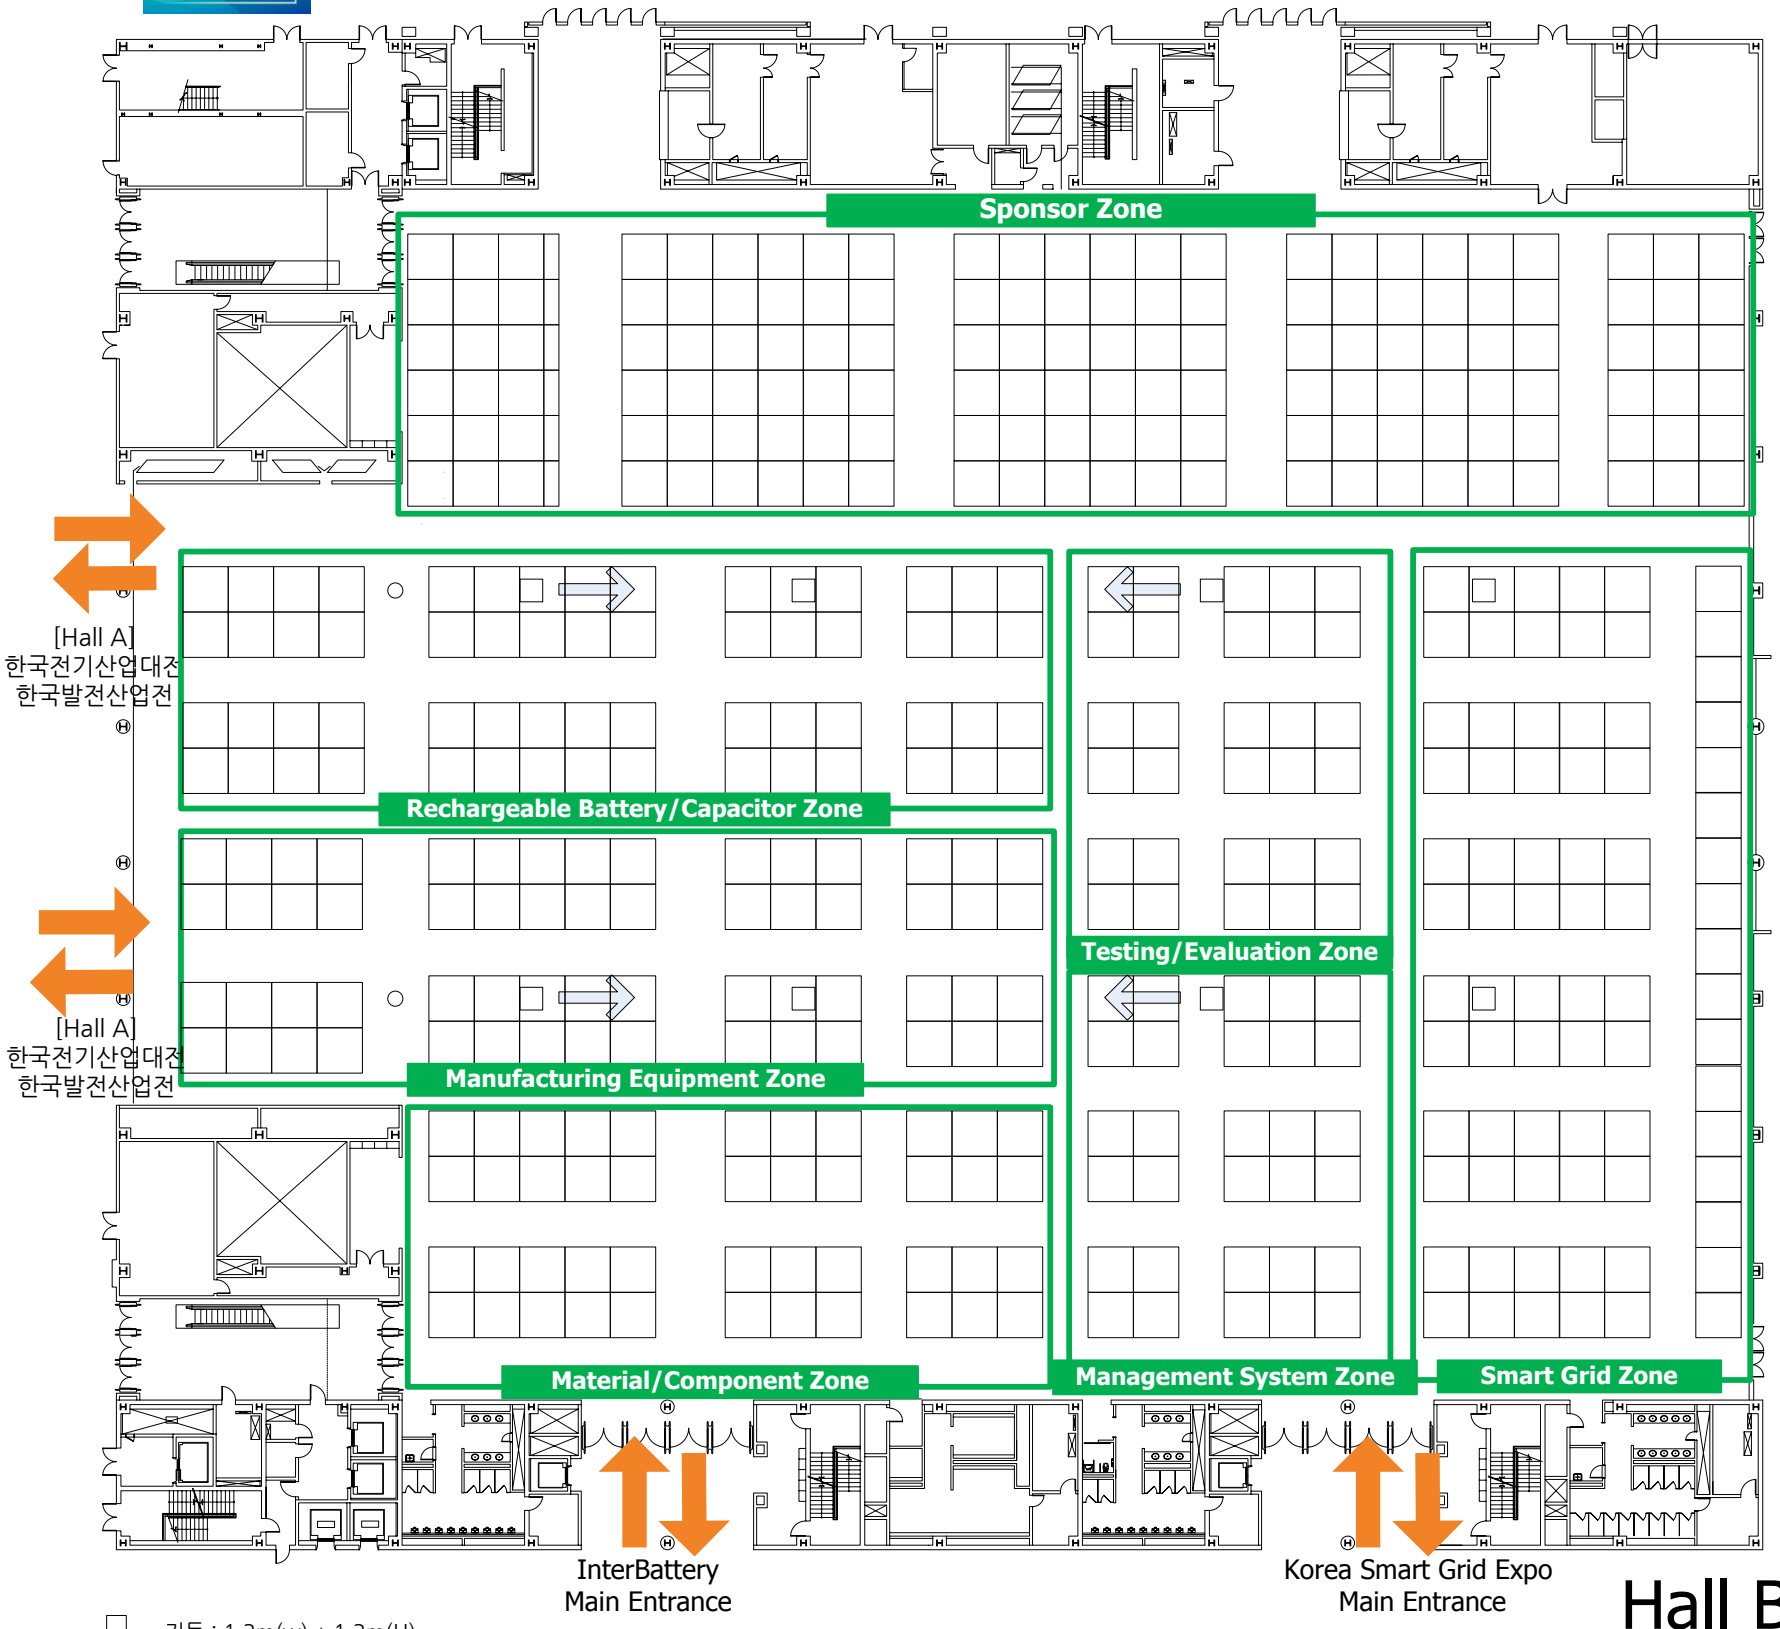 Sponsor Zone
[Hall A]
한국전기산업대전
한국발전산업전
Rechargeable Battery/Capacitor Zone
Testing/Evaluation Zone
[Hall A]
한국전기산업대전
한국발전산업전
Manufacturing Equipment Zone
Material/Component Zone
Management System Zone
Smart Grid Zone
InterBattery
Main Entrance
Korea Smart Grid Expo
Main Entrance
Hall B